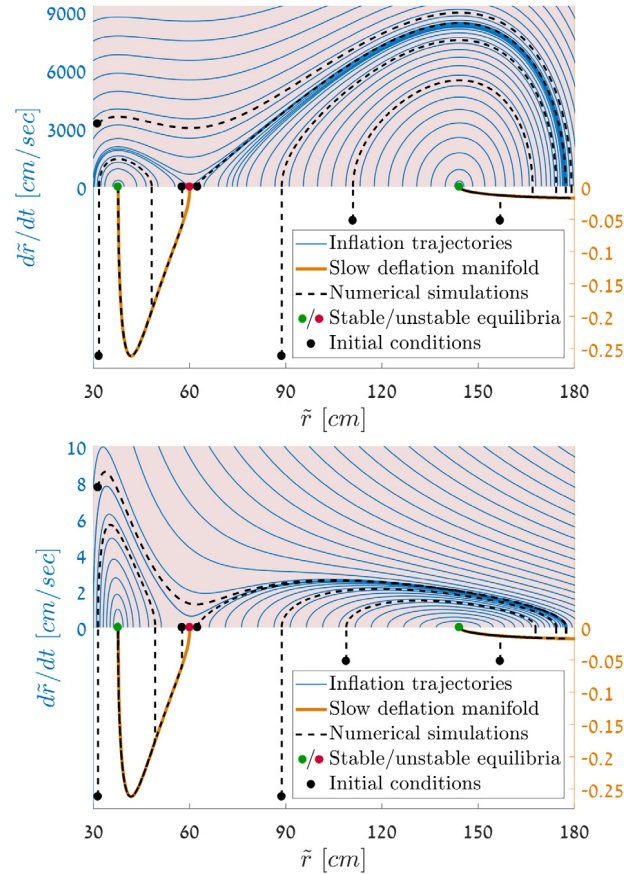 9000
6000
3000
0
dr̃/dt [cm/sec]
0
-0.05
-0.1
-0.15
-0.2
-0.25
Inflation trajectories
Slow deflation manifold
Numerical simulations
/ Stable/unstable equilibria
Initial conditions
30 60 90 120 150 180
r̃ [cm]
10
8
6
4
2
0
dr̃/dt [cm/sec]
0
-0.05
-0.1
-0.15
-0.2
-0.25
Inflation trajectories
Slow deflation manifold
Numerical simulations
/ Stable/unstable equilibria
Initial conditions
30 60 90 120 150 180
r̃ [cm]